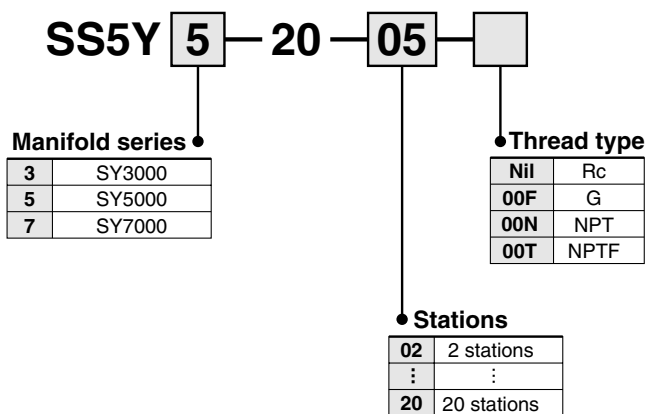 SS5Y 5 — 20 — 05 —
Manifold series
3 SY3000
5 SY5000
7 SY7000
Thread type
Nil Rc
00F G
00N NPT
00T NPTF
Stations
02 2 stations
⋮ ⋮
20 20 stations